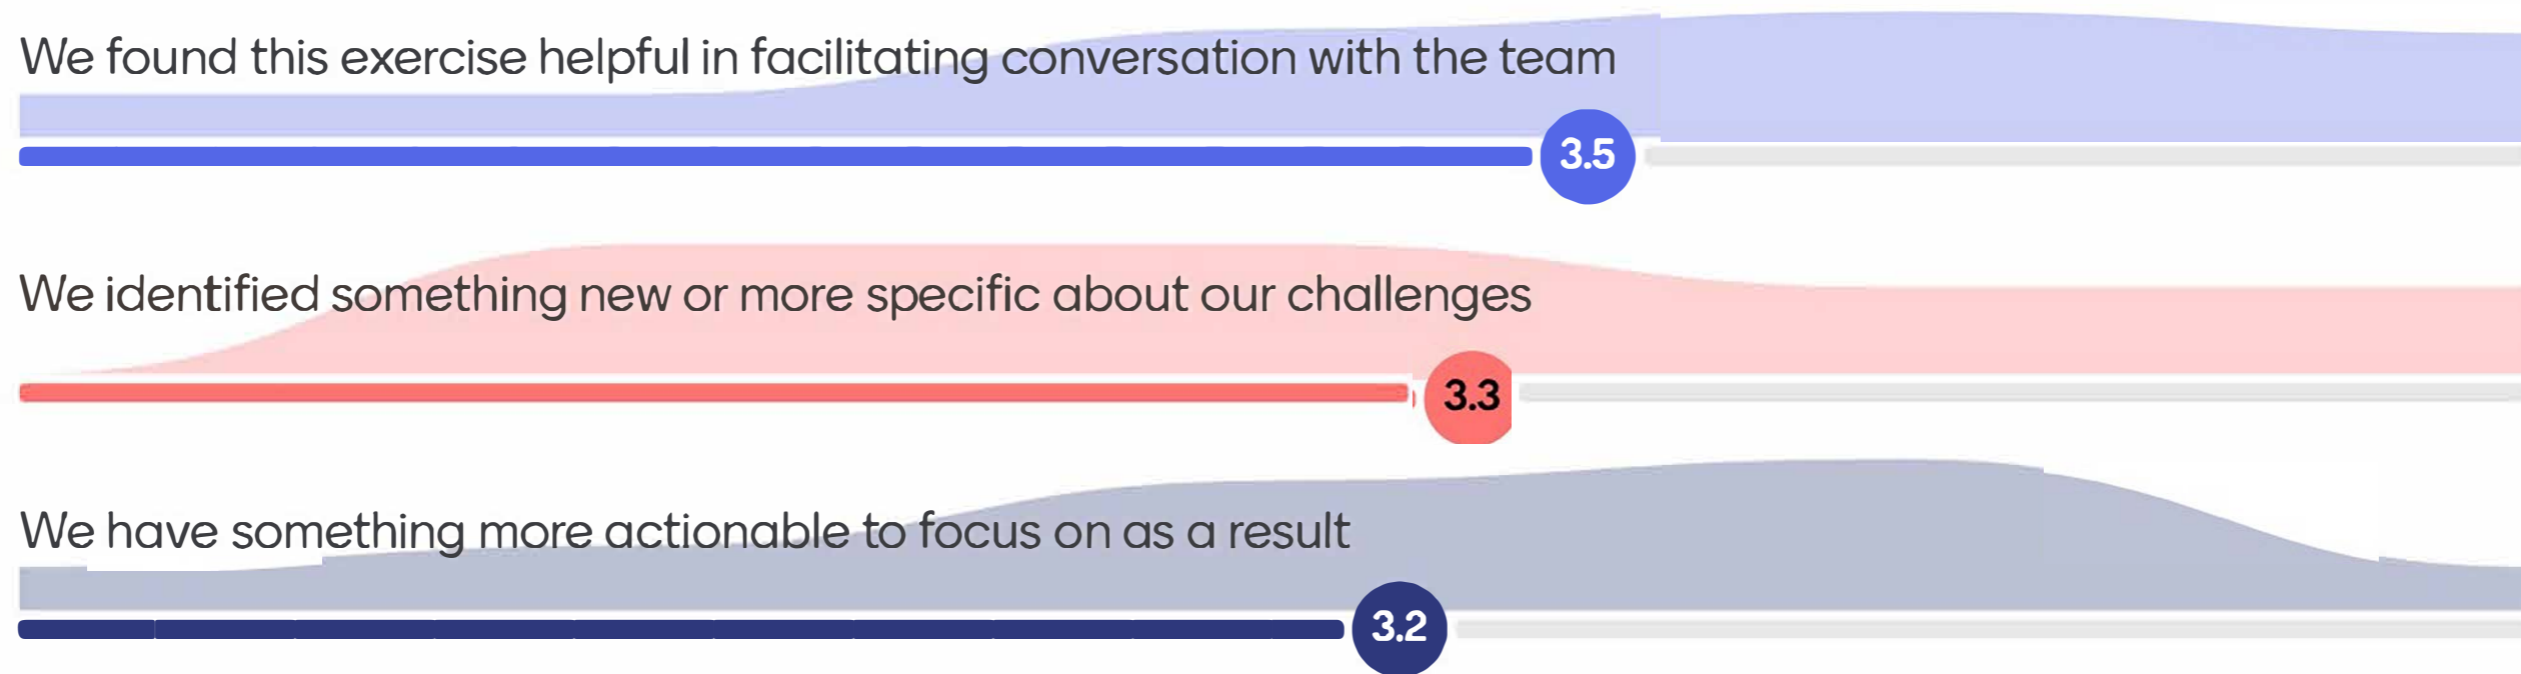 We found this exercise helpful in facilitating conversation with the team
3.5
We identified something new or more specific about our challenges
3.3
We have something more actionable to focus on as a result
3.2